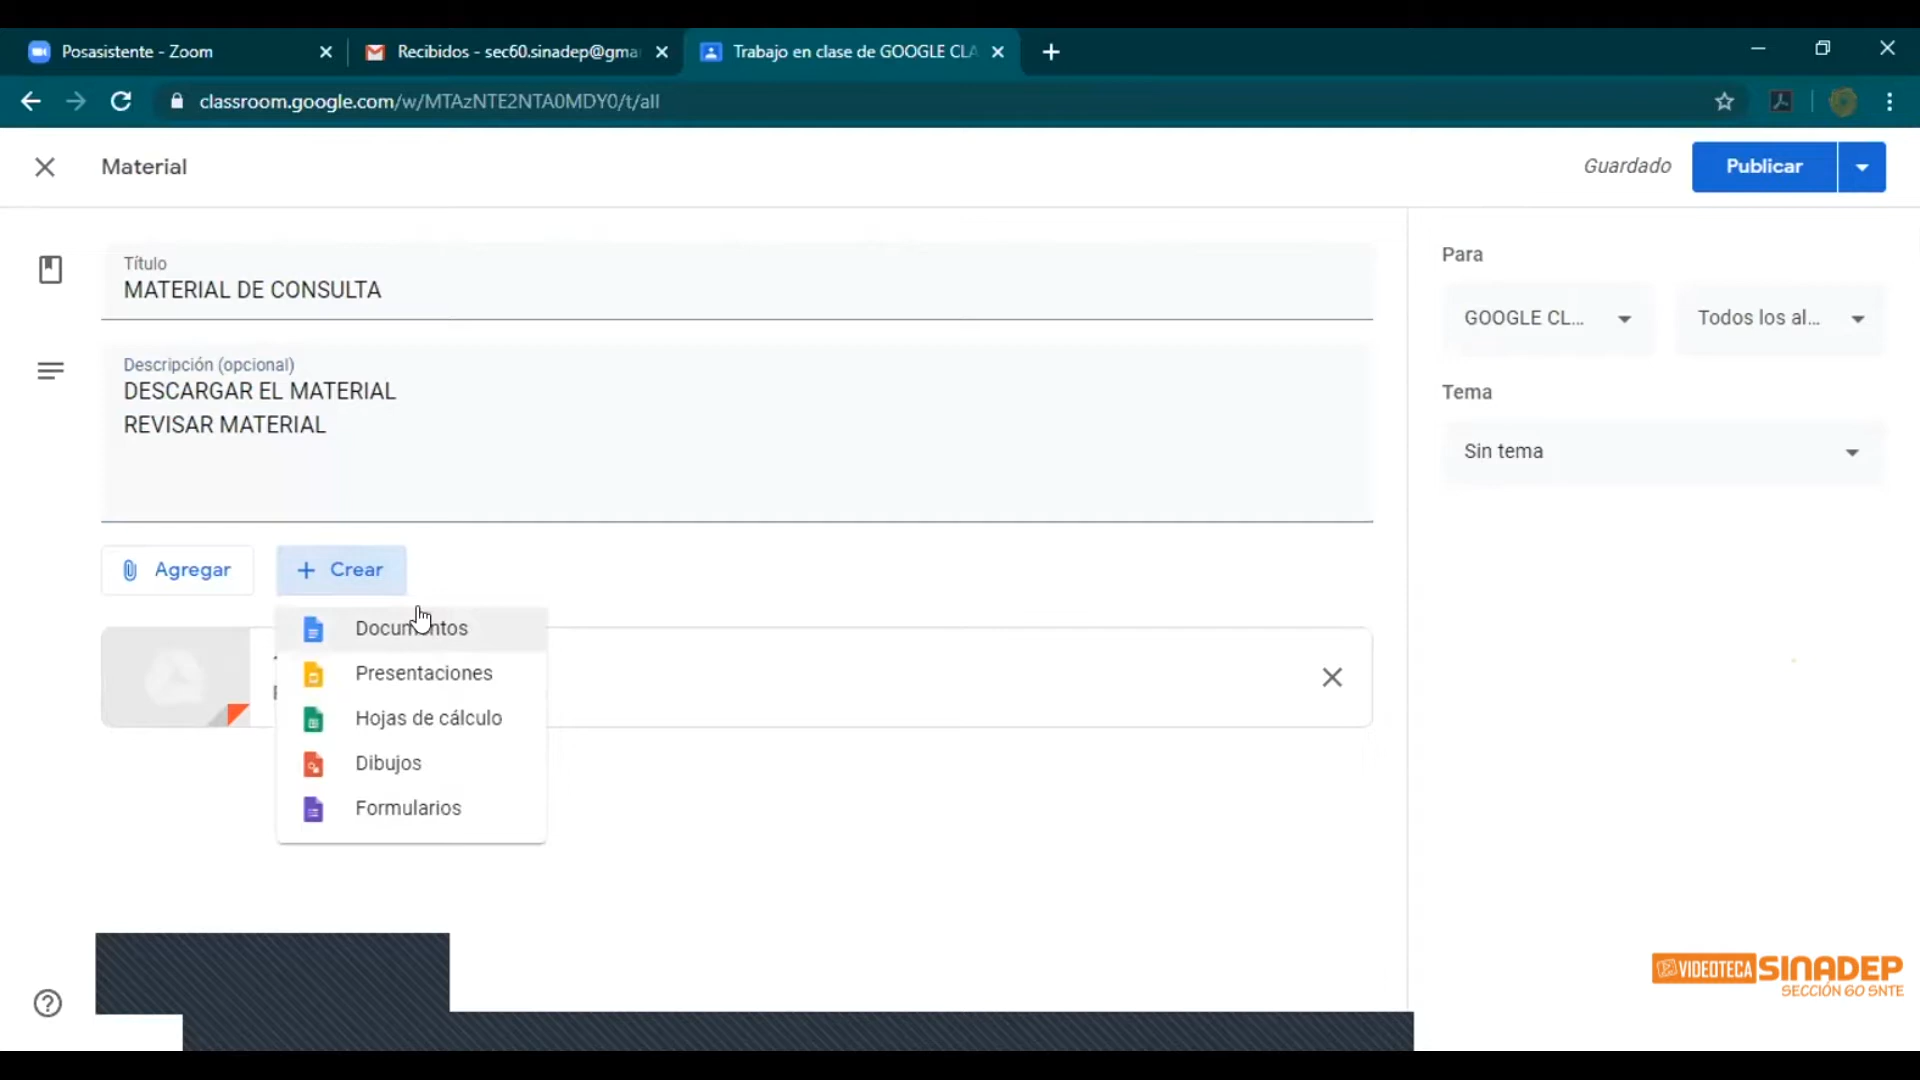 Posasistente - Zoom
Recibidos - sec60.sinadep@gma
Trabajo en clase de GOOGLE CLA
classroom.google.com/w/MTAzNTE2NTA0MDY0/t/all
Material
Guardado
Publicar
Título
MATERIAL DE CONSULTA
Descripción (opcional)
DESCARGAR EL MATERIAL
REVISAR MATERIAL
Para
GOOGLE CL...
Todos los al...
Tema
Sin tema
Agregar
Crear
Documentos
Presentaciones
Hojas de cálculo
Dibujos
Formularios
VIDEOTECA SINADEP
SECCIÓN 60 SNTE